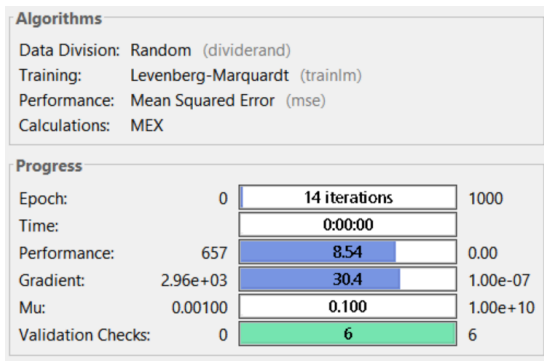 Algorithms
Data Division: Random (dividerand)
Training: Levenberg-Marquardt (trainlm)
Performance: Mean Squared Error (mse)
Calculations: MEX
Progress
Epoch: 0 14 iterations 1000
Time: 0:00:00
Performance: 657 8.54 0.00
Gradient: 2.96e+03 30.4 1.00e-07
Mu: 0.00100 0.100 1.00e+10
Validation Checks: 0 6 6